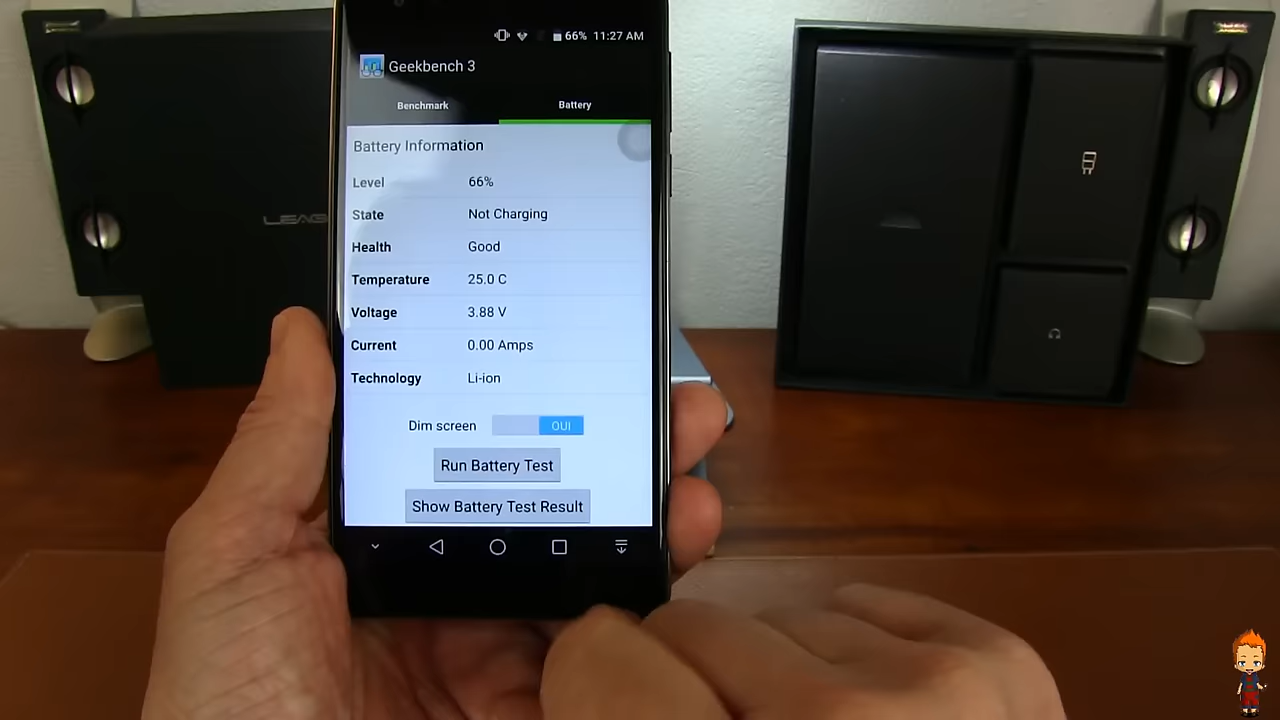 66% 11:27 AM
Geekbench 3
Benchmark Battery
Battery Information
Level 66%
State Not Charging
Health Good
Temperature 25.0 C
Voltage 3.88 V
Current 0.00 Amps
Technology Li-ion
Dim screen OUI
Run Battery Test
Show Battery Test Result
LEAG